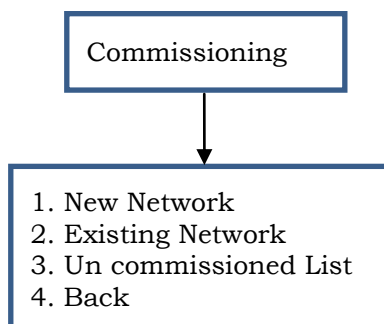 Commissioning
1. New Network
2. Existing Network
3. Un commissioned List
4. Back